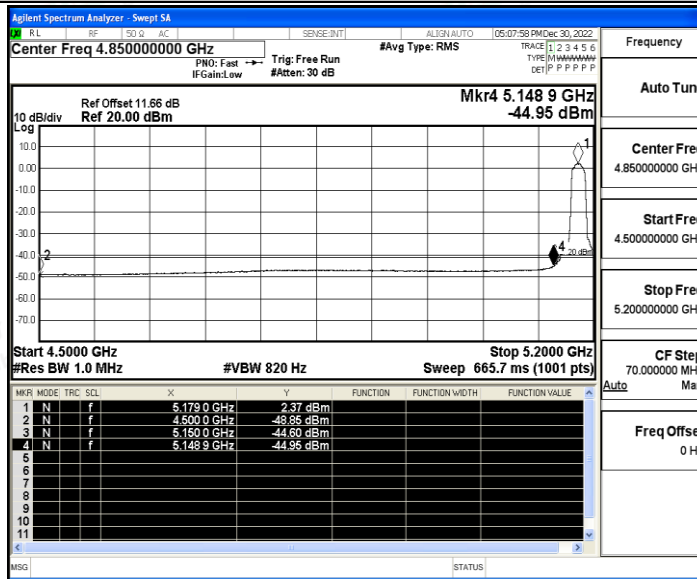 Agilent Spectrum Analyzer - Swept SA
RL RF 50 Ω AC SENSE:INT ALIGN AUTO 05:07:58 PM Dec 30, 2022
Center Freq 4.850000000 GHz
#Avg Type: RMS
TRACE 1 2 3 4 5 6
PNO: Fast
Trig: Free Run
TYPE M
IFGain:Low
#Atten: 30 dB
DET P P P P P P
Mkr4 5.148 9 GHz
-44.95 dBm
Ref Offset 11.66 dB
10 dB/div Ref 20.00 dBm
Log
10.0
0.00
-10.0
-20.0
-30.0
-40.0
-50.0
-60.0
-70.0
1
2
4
Start 4.5000 GHz
Stop 5.2000 GHz
#Res BW 1.0 MHz
#VBW 820 Hz
Sweep 665.7 ms (1001 pts)
MKR MODE TRC SCL X Y FUNCTION FUNCTION WIDTH FUNCTION VALUE
1 N f 5.179 0 GHz 2.37 dBm
2 N f 4.500 0 GHz -48.85 dBm
3 N f 5.150 0 GHz -44.60 dBm
4 N f 5.148 9 GHz -44.95 dBm
5
6
7
8
9
10
11
MSG
STATUS
Frequency
Auto Tun
Center Fre
4.850000000 GH
Start Fre
4.500000000 GH
Stop Fre
5.200000000 GH
CF Ste
70.000000 MH
Auto Ma
Freq Offse
0 H